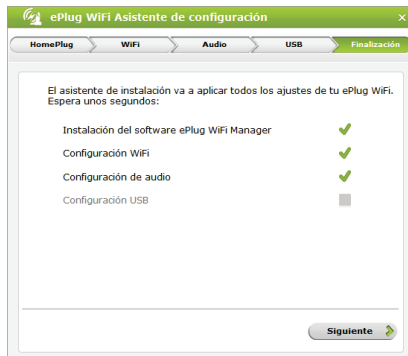 ePlug WiFi Asistente de configuración
HomePlug
WiFi
Audio
USB
Finalización
El asistente de instalación va a aplicar todos los ajustes de tu ePlug WiFi.
Espera unos segundos:
Instalación del software ePlug WiFi Manager
Configuración WiFi
Configuración de audio
Configuración USB
Siguiente